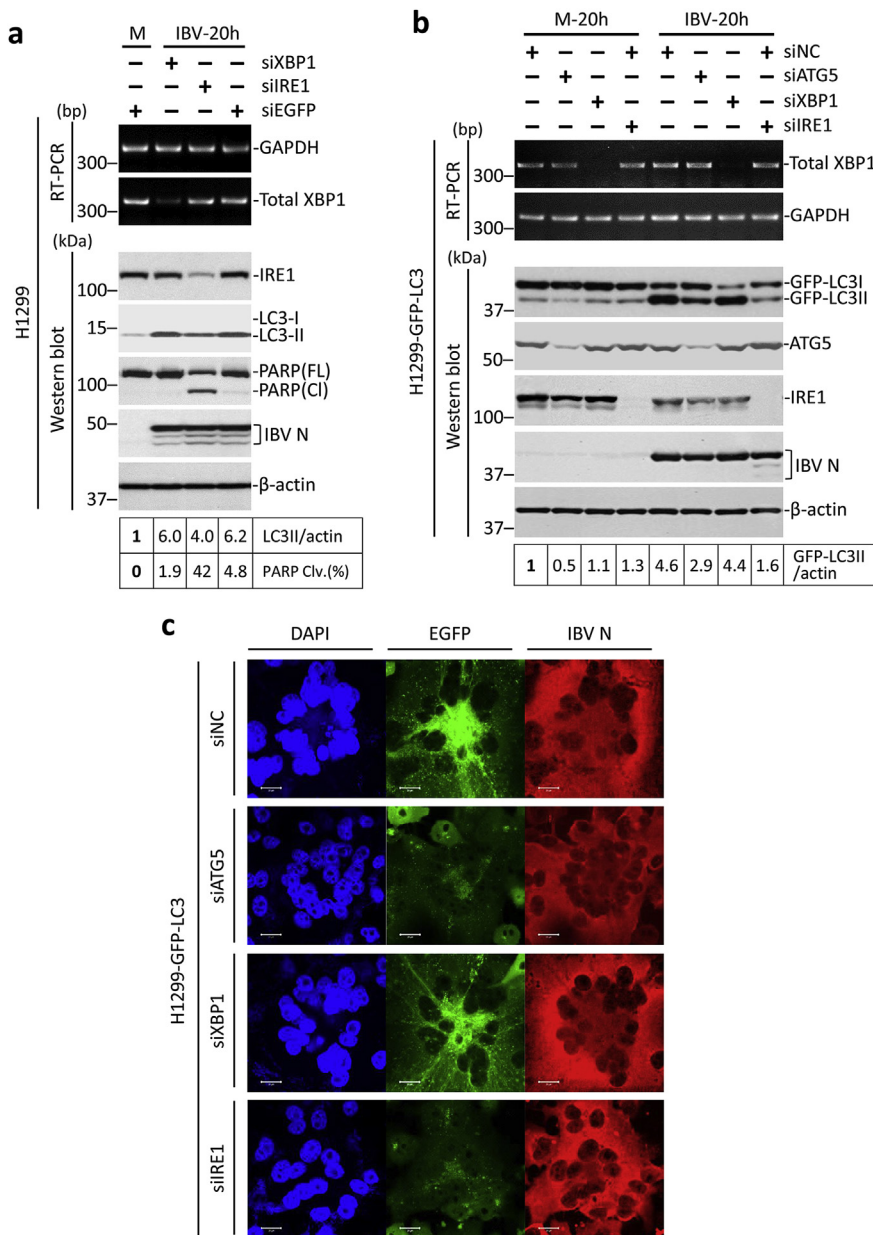 a
M IBV-20h
– + – – siXBP1
– – + – siIRE1
+ – – + siEGFP
(bp)
H1299
RT-PCR
300 GAPDH
300 Total XBP1
(kDa)
Western blot
100 IRE1
LC3-I
15 LC3-II
PARP(FL)
100 PARP(Cl)
50 IBV N
37 β-actin
1 6.0 4.0 6.2 LC3II/actin
0 1.9 42 4.8 PARP Clv.(%)
b
M-20h IBV-20h
+ – – + + – – + siNC
– + – – – + – – siATG5
– – + – – – + – siXBP1
– – – + – – – + siIRE1
(bp)
H1299-GFP-LC3
RT-PCR
300 Total XBP1
300 GAPDH
(kDa)
Western blot
GFP-LC3I
37 GFP-LC3II
50 ATG5
IRE1
100
37 IBV N
37 β-actin
1 0.5 1.1 1.3 4.6 2.9 4.4 1.6 GFP-LC3II
/actin
c
DAPI EGFP IBV N
H1299-GFP-LC3
siNC
siATG5
siXBP1
siIRE1